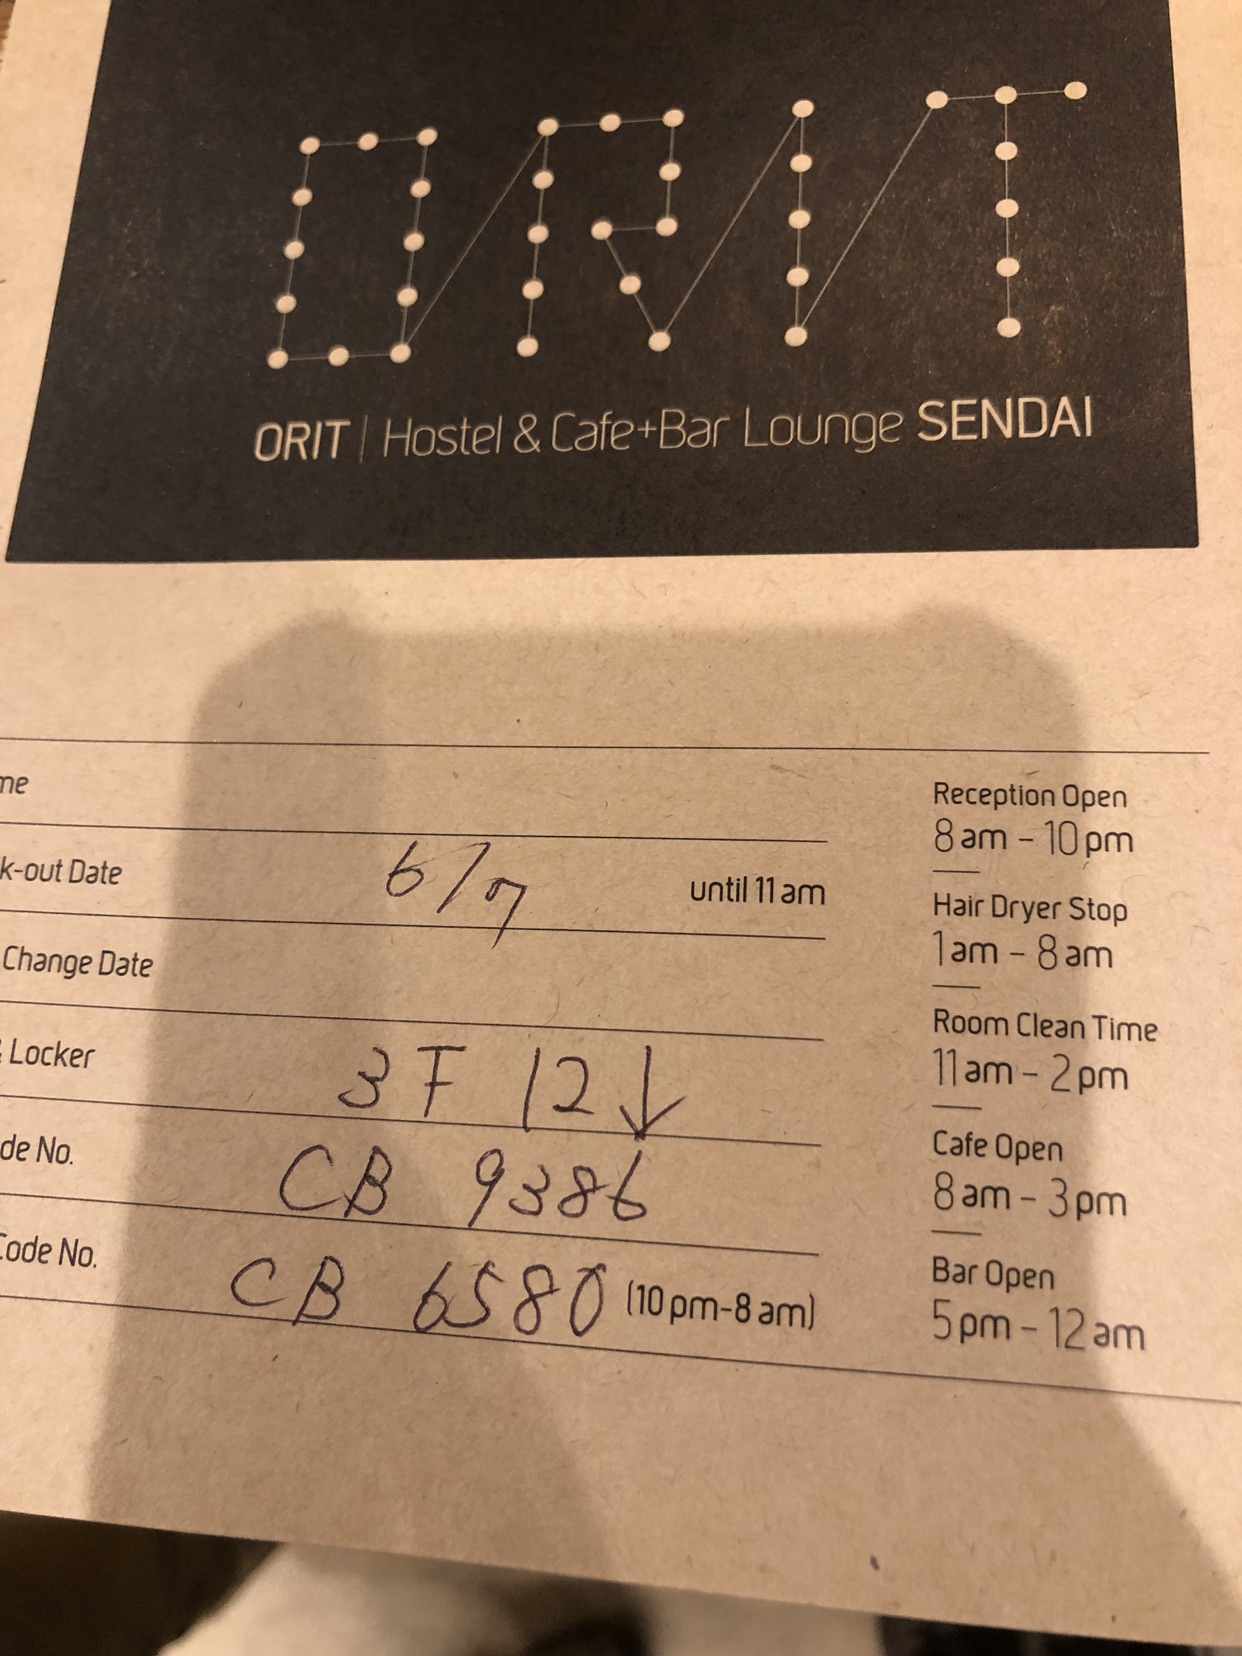 ORIT
ORIT | Hostel & Cafe+Bar Lounge SENDAI
me
k-out Date 6/7 until 11 am
Change Date
& Locker 3F 12↓
de No. CB 9386
Code No. CB 6580 (10 pm-8 am)
Reception Open
8 am - 10 pm
Hair Dryer Stop
1 am - 8 am
Room Clean Time
11 am - 2 pm
Cafe Open
8 am - 3 pm
Bar Open
5 pm - 12 am